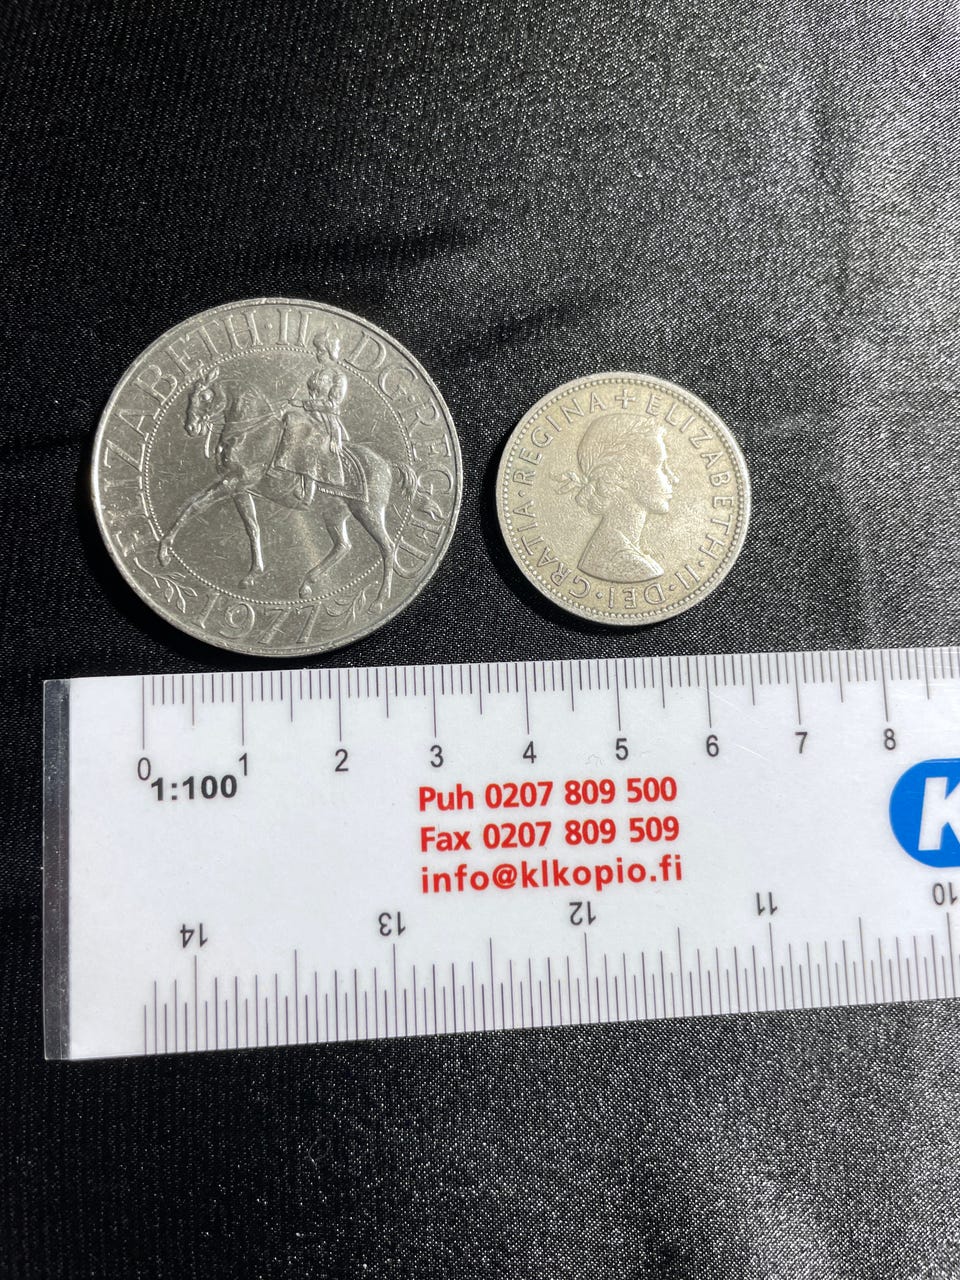 ELIZABETH·II D·G·REG·F·D
1977
+ELIZABETH·II·DEI·GRATIA·REGINA
0 1 2 3 4 5 6 7 8
1:100
Puh 0207 809 500
Fax 0207 809 509
info@klkopio.fi
K
14 13 12 11 10